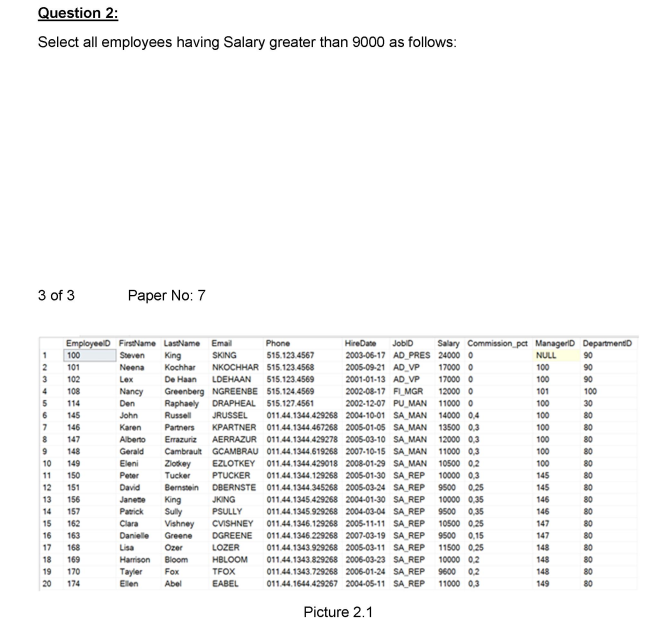 Question 2:
Select all employees having Salary greater than 9000 as follows:
3 of 3 Paper No: 7
EmployeeID FirstName LastName Email Phone HireDate JobID Salary Commission_pct ManagerID DepartmentID
1 100 Steven King SKING 515.123.4567 2003-06-17 AD_PRES 24000 0 NULL 90
2 101 Neena Kochhar NKOCHHAR 515.123.4568 2005-09-21 AD_VP 17000 0 100 90
3 102 Lex De Haan LDEHAAN 515.123.4569 2001-01-13 AD_VP 17000 0 100 90
4 108 Nancy Greenberg NGREENBE 515.124.4569 2002-08-17 FI_MGR 12000 0 101 100
5 114 Den Raphaely DRAPHEAL 515.127.4561 2002-12-07 PU_MAN 11000 0 100 30
6 145 John Russell JRUSSEL 011.44.1344.429268 2004-10-01 SA_MAN 14000 0,4 100 80
7 146 Karen Partners KPARTNER 011.44.1344.467268 2005-01-05 SA_MAN 13500 0,3 100 80
8 147 Alberto Errazuriz AERRAZUR 011.44.1344.429278 2005-03-10 SA_MAN 12000 0,3 100 80
9 148 Gerald Cambrault GCAMBRAU 011.44.1344.619268 2007-10-15 SA_MAN 11000 0,3 100 80
10 149 Eleni Zlotkey EZLOTKEY 011.44.1344.429018 2008-01-29 SA_MAN 10500 0,2 100 80
11 150 Peter Tucker PTUCKER 011.44.1344.129268 2005-01-30 SA_REP 10000 0,3 145 80
12 151 David Bernstein DBERNSTE 011.44.1344.345268 2005-03-24 SA_REP 9500 0,25 145 80
13 156 Janette King JKING 011.44.1345.429268 2004-01-30 SA_REP 10000 0,35 146 80
14 157 Patrick Sully PSULLY 011.44.1345.929268 2004-03-04 SA_REP 9500 0,35 146 80
15 162 Clara Vishney CVISHNEY 011.44.1346.129268 2005-11-11 SA_REP 10500 0,25 147 80
16 163 Danielle Greene DGREENE 011.44.1346.229268 2007-03-19 SA_REP 9500 0,15 147 80
17 168 Lisa Ozer LOZER 011.44.1343.929268 2005-03-11 SA_REP 11500 0,25 148 80
18 169 Harrison Bloom HBLOOM 011.44.1343.829268 2006-03-23 SA_REP 10000 0,2 148 80
19 170 Tayler Fox TFOX 011.44.1343.729268 2006-01-24 SA_REP 9600 0,2 148 80
20 174 Ellen Abel EABEL 011.44.1644.429267 2004-05-11 SA_REP 11000 0,3 149 80
Picture 2.1